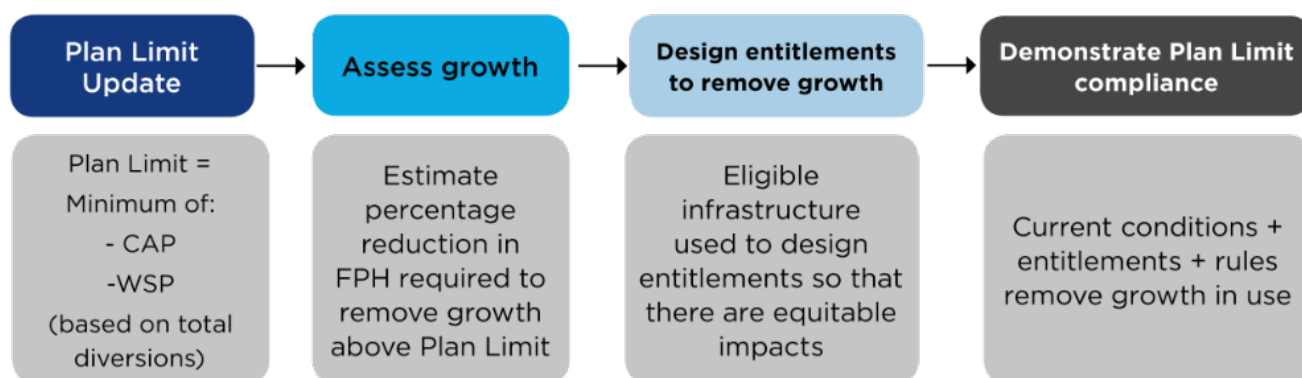 Plan Limit
Update
Assess growth
Design entitlements
to remove growth
Demonstrate Plan Limit
compliance
Plan Limit =
Minimum of:
- CAP
-WSP
(based on total
diversions)
Estimate
percentage
reduction in
FPH required to
remove growth
above Plan Limit
Eligible
infrastructure
used to design
entitlements so that
there are equitable
impacts
Current conditions +
entitlements + rules
remove growth in use